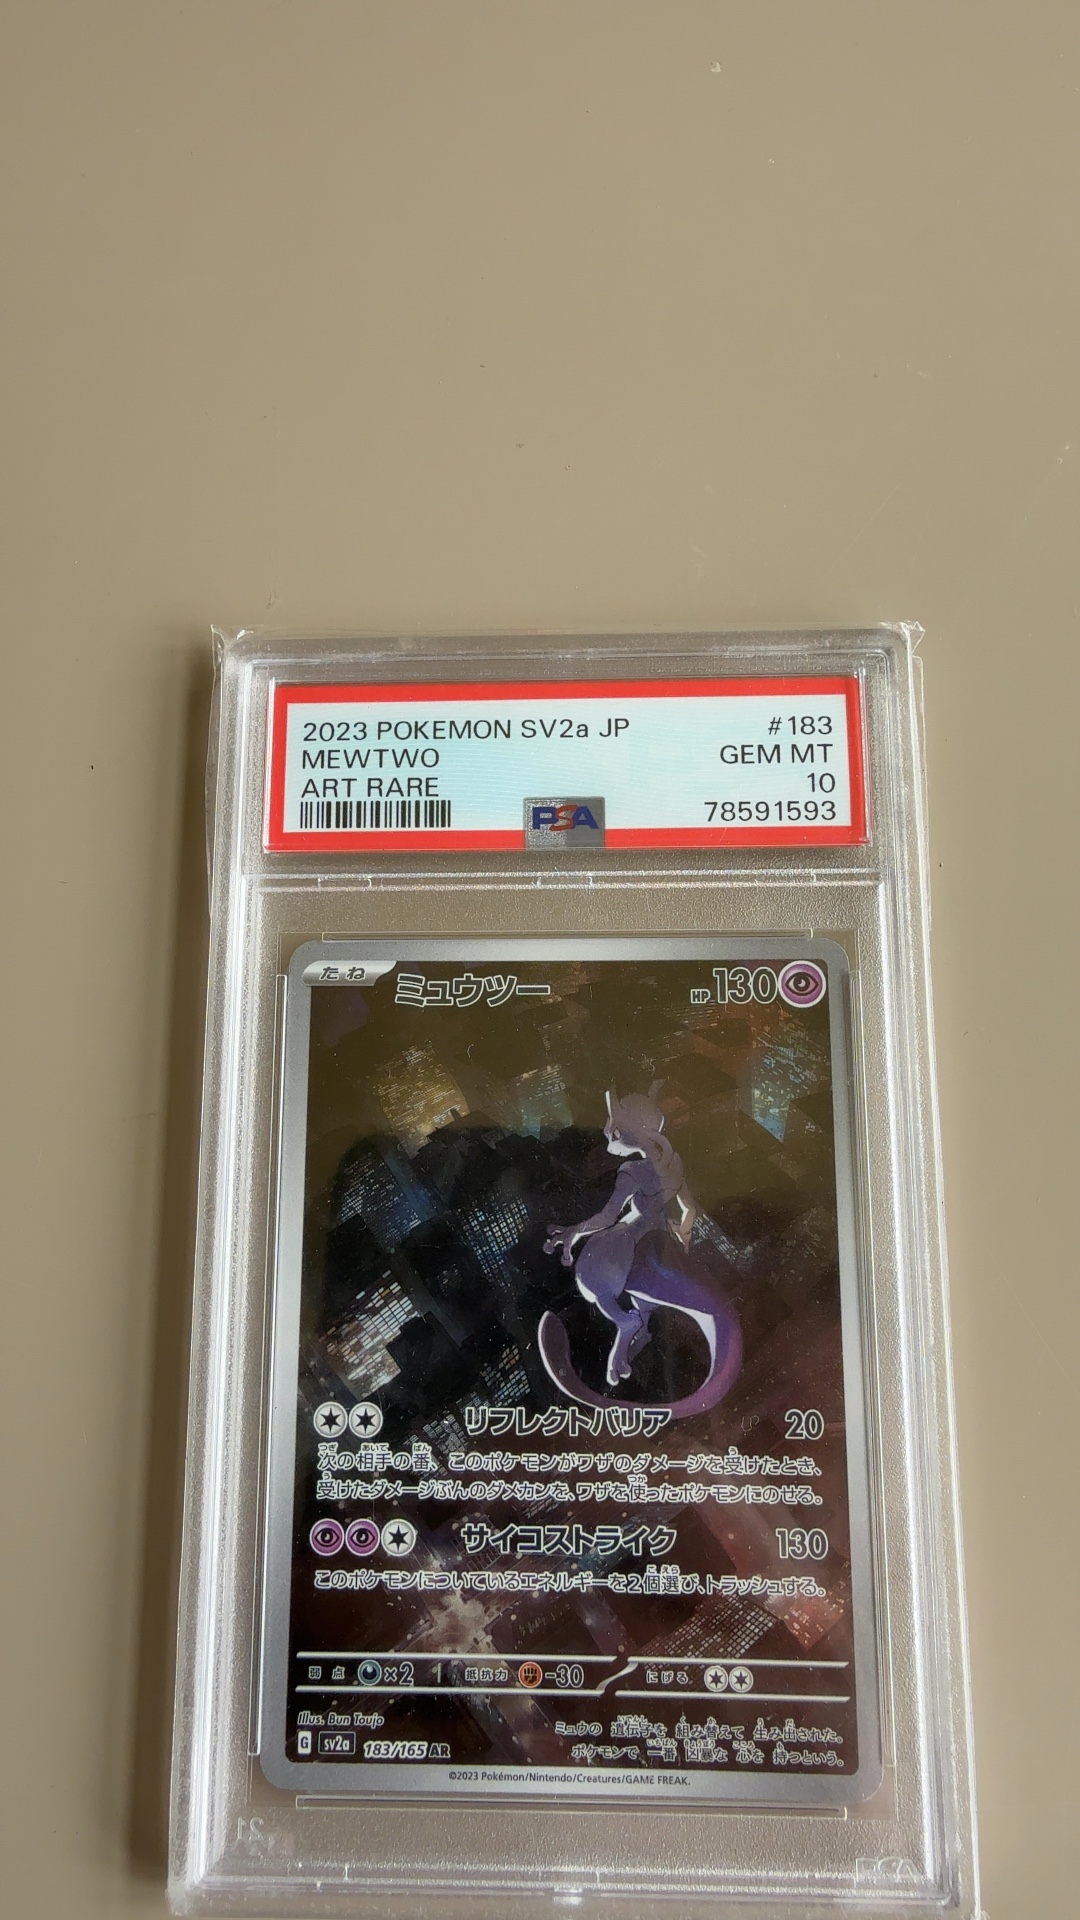 2023 POKEMON SV2a JP #183
MEWTWO GEM MT
ART RARE 10
PSA 78591593
たね ミュウツー HP 130
リフレクトバリア 20
次の相手の番、このポケモンがワザのダメージを受けたとき、
受けたダメージぶんのダメカンを、ワザを使ったポケモンにのせる。
サイコストライク 130
このポケモンについているエネルギーを2個選び、トラッシュする。
弱点 ×2 抵抗力 -30 にげる
Illus. Bun Toujo
ミュウの 遺伝子を 組み替えて 生み出された。
ポケモンで 一番 凶暴な 心を 持つという。
G sv2a 183/165 AR
©2023 Pokémon/Nintendo/Creatures/GAME FREAK.
PSA